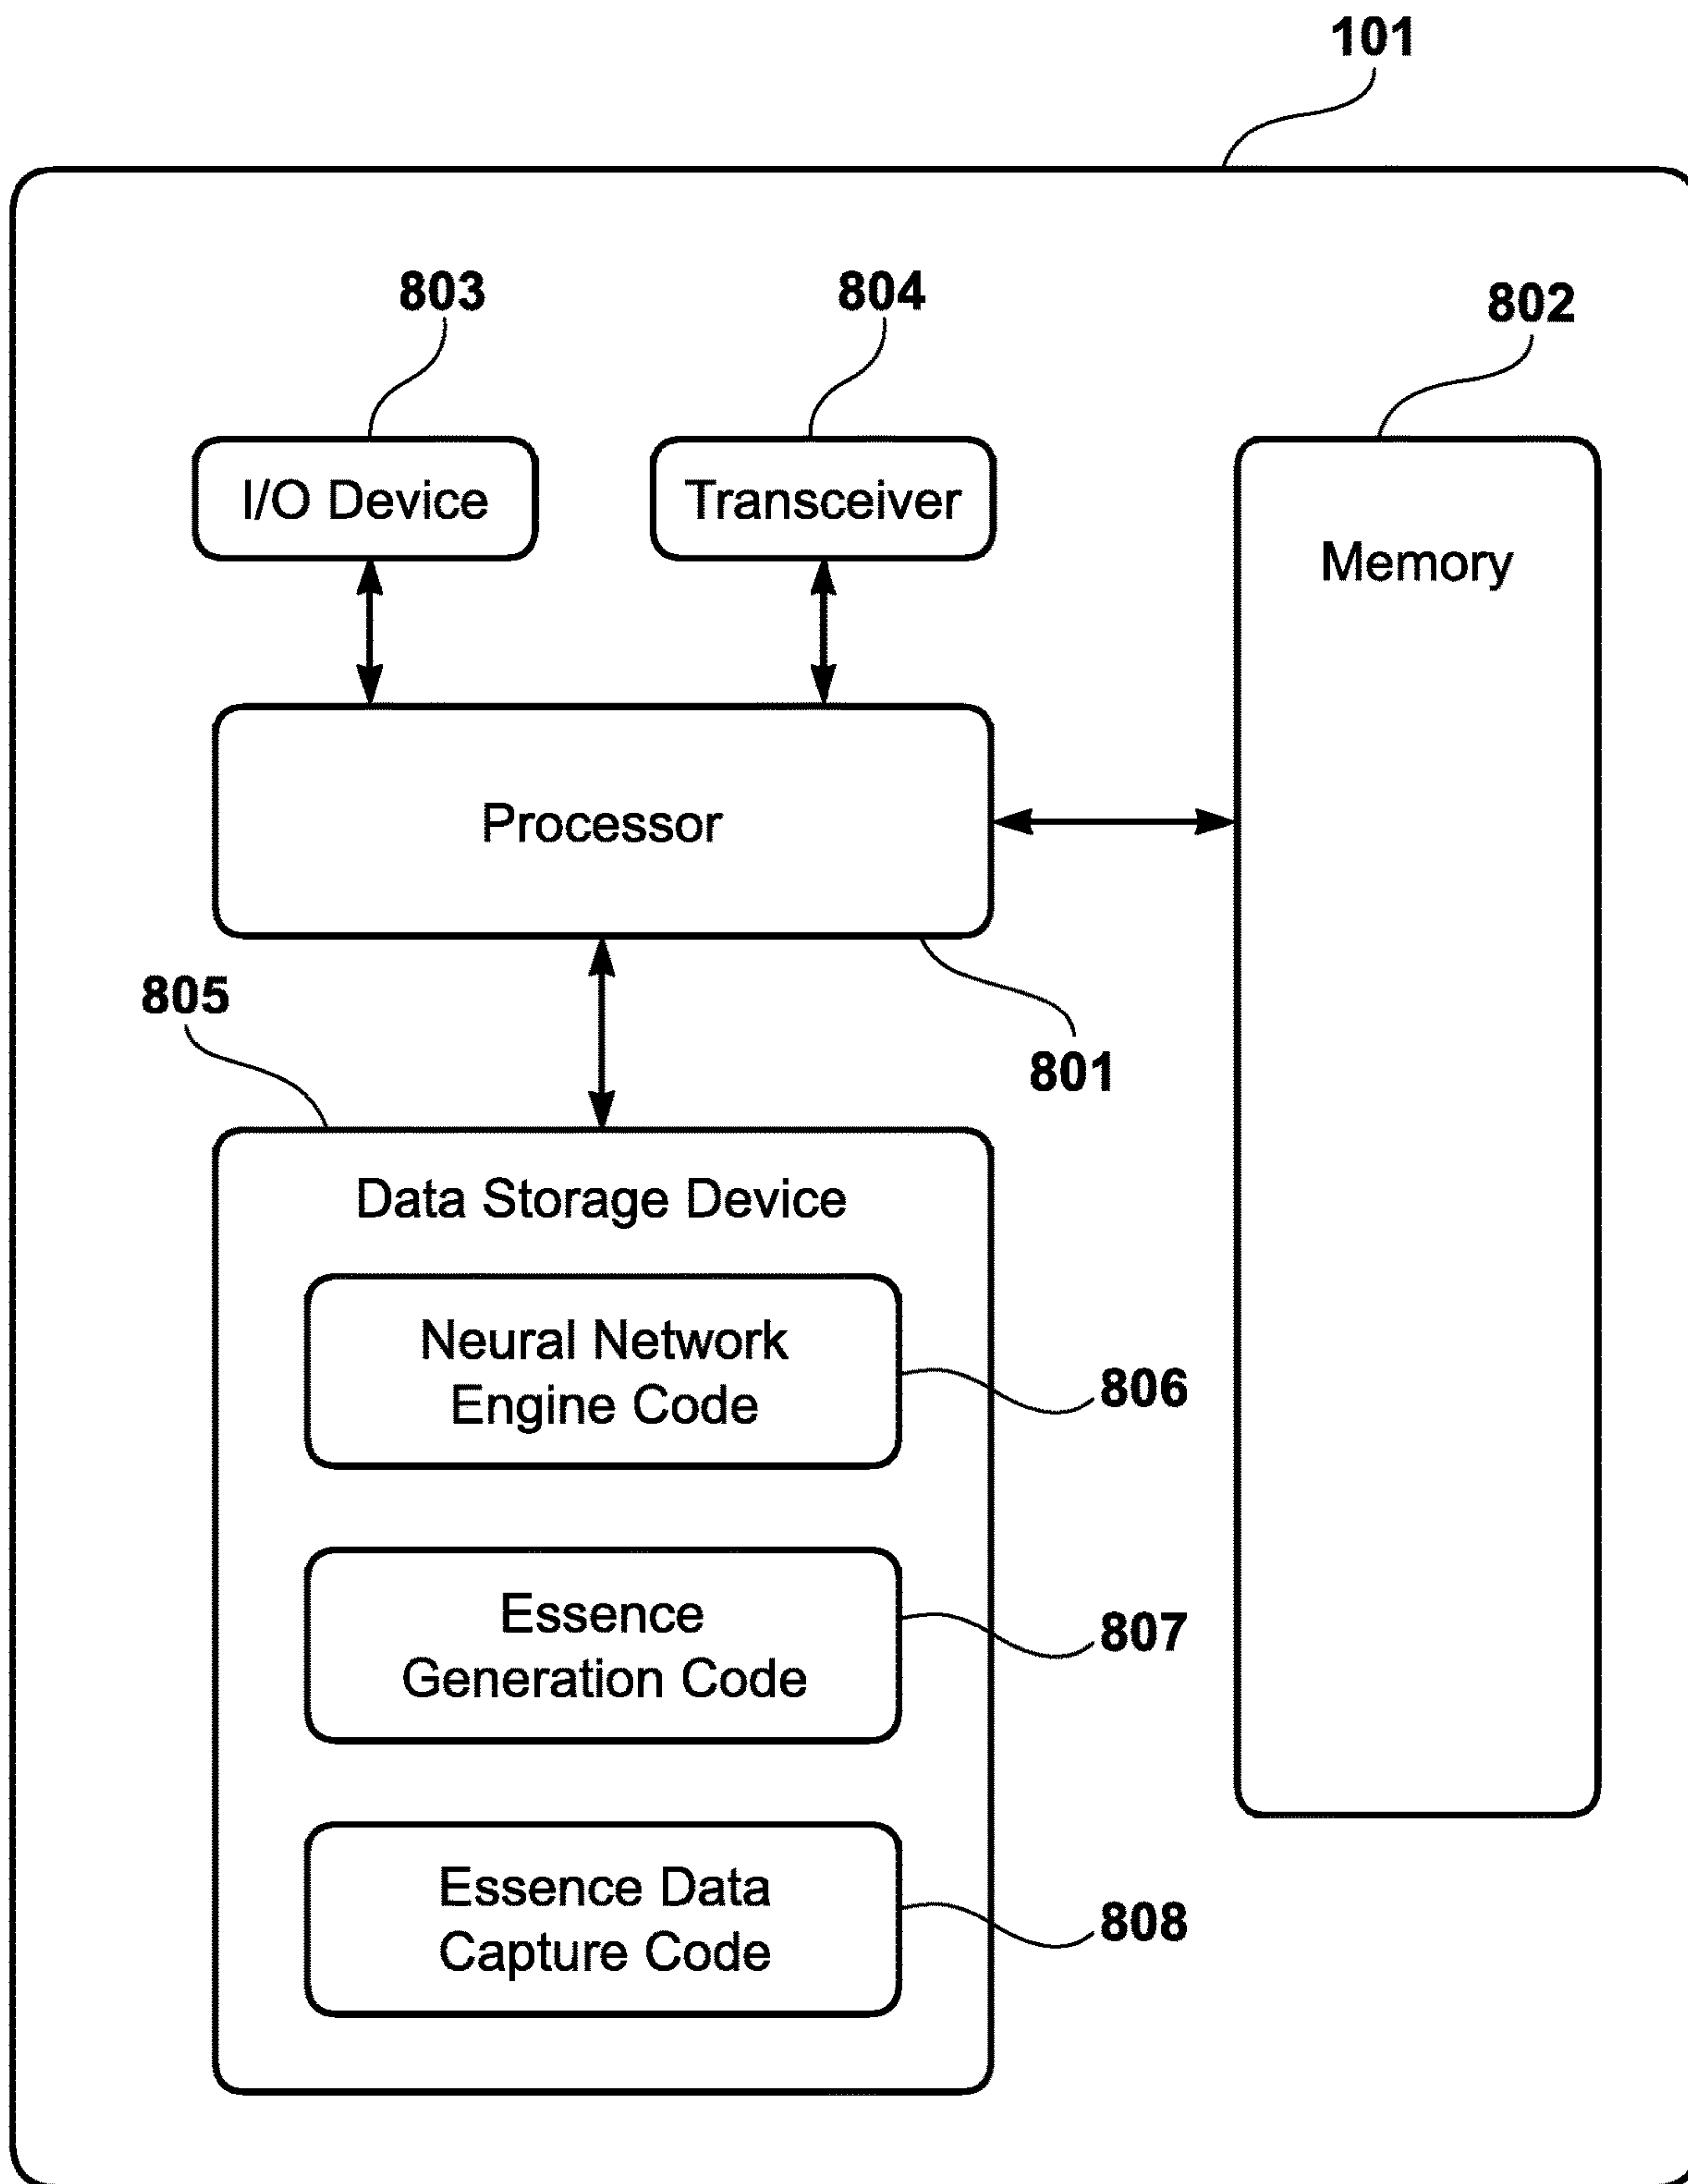 101
803
804
802
I/O Device
Transceiver
Memory
Processor
805
801
Data Storage Device
Neural Network
Engine Code
806
Essence
Generation Code
807
Essence Data
Capture Code
808